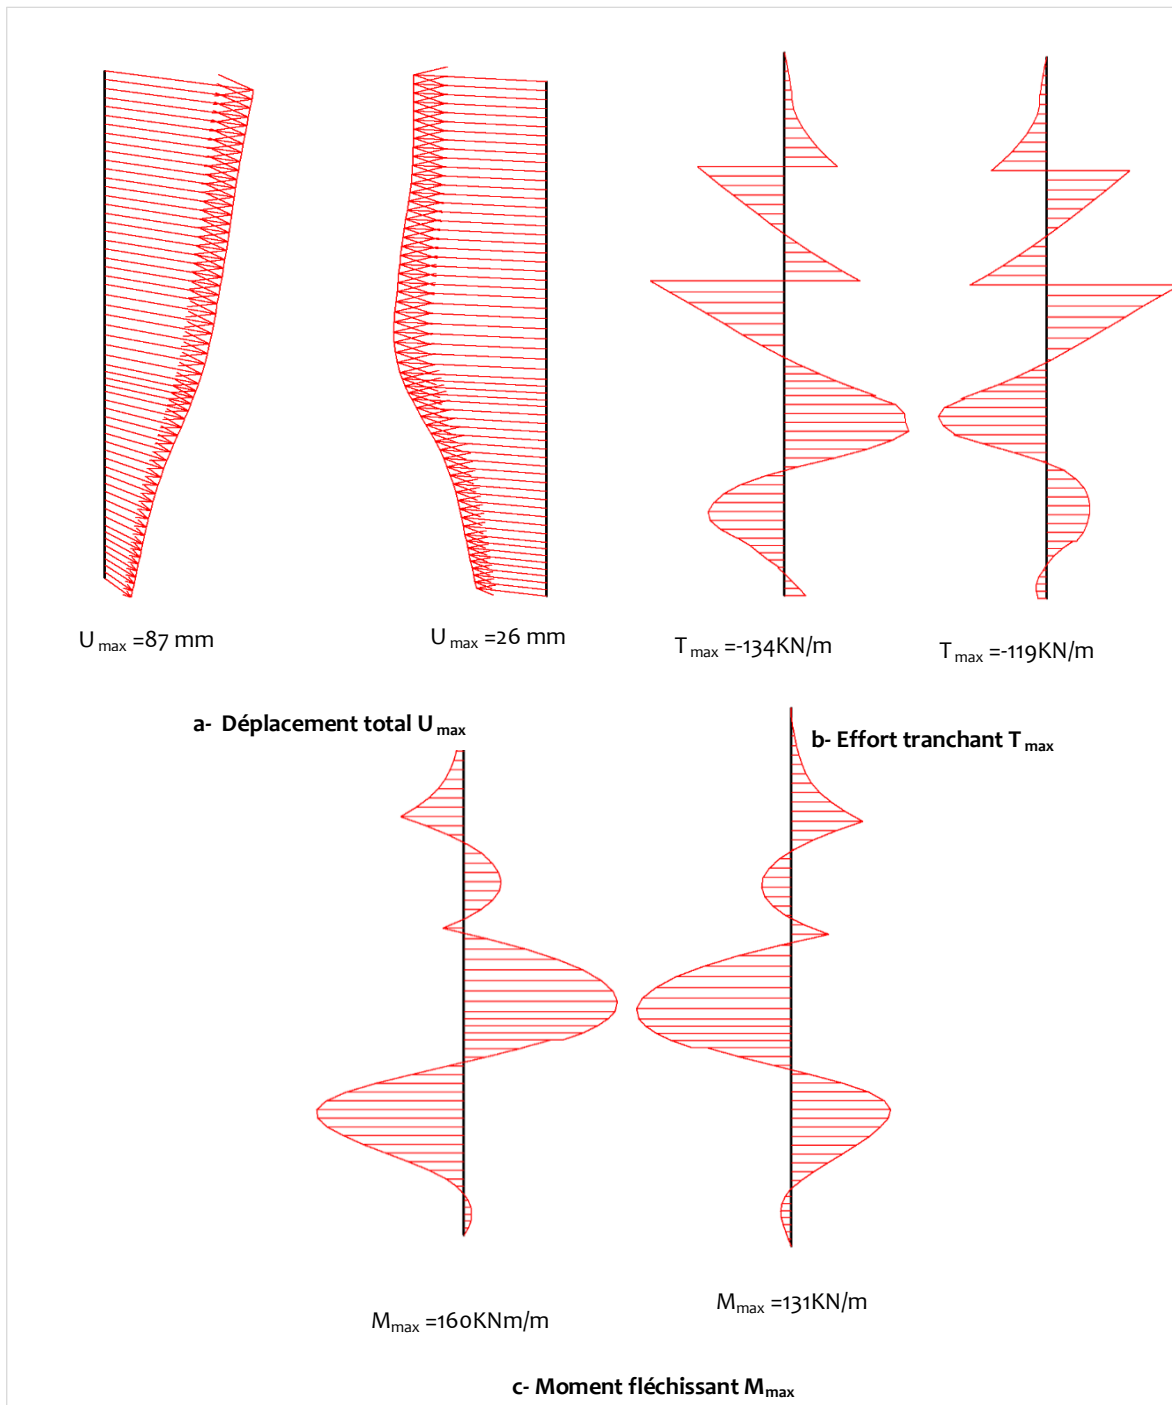 U max =87 mm
U max =26 mm
T max =-134KN/m
T max =-119KN/m
a- Déplacement total U max
b- Effort tranchant T max
M max =160KNm/m
M max =131KN/m
c- Moment fléchissant Mmax